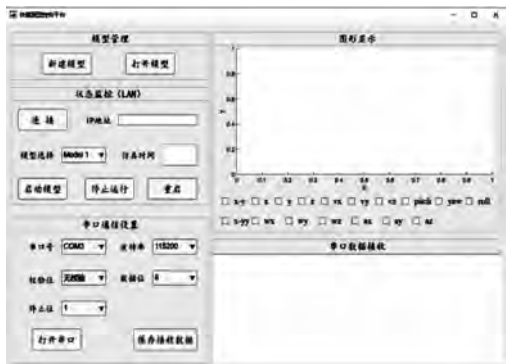 模型管理
新建模型 打开模型
状态监控 (LAN)
连 接 IP地址
模型选择 Model 1 仿真时间
启动模型 停止运行 重启
串口通信设置
串口号 COM3 波特率 115200
校验位 无校验 数据位 8
停止位 1
打开串口 保存接收数据
图形显示
1
0.8
0.6
0.4
0.2
0
y
0 0.1 0.2 0.3 0.4 0.5 0.6 0.7 0.8 0.9 1
x
x-y x y z vx vy vz pitch yaw roll
x-yy wx wy wz ax ay az
串口数据接收